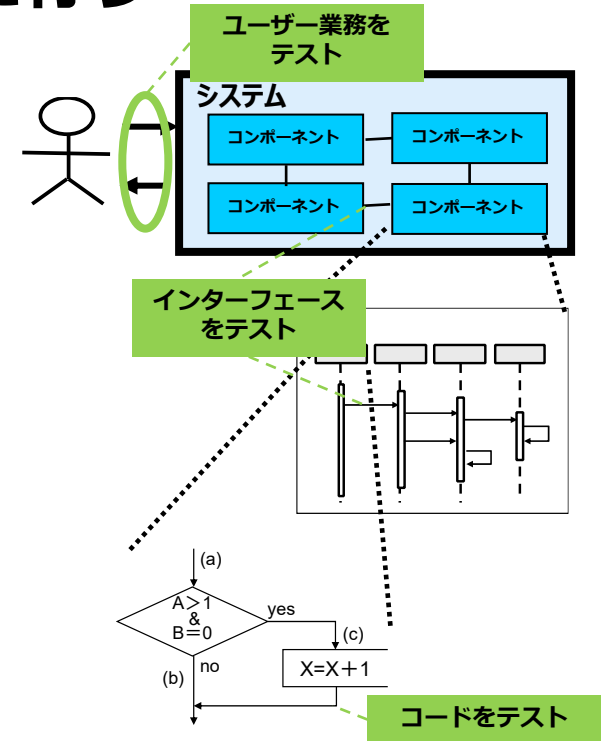 ユーザー業務を
テスト
システム
コンポーネント
コンポーネント
コンポーネント
コンポーネント
インターフェース
をテスト
(a)
A＞1
&
B＝0
yes
(c)
X=X＋1
no
(b)
コードをテスト